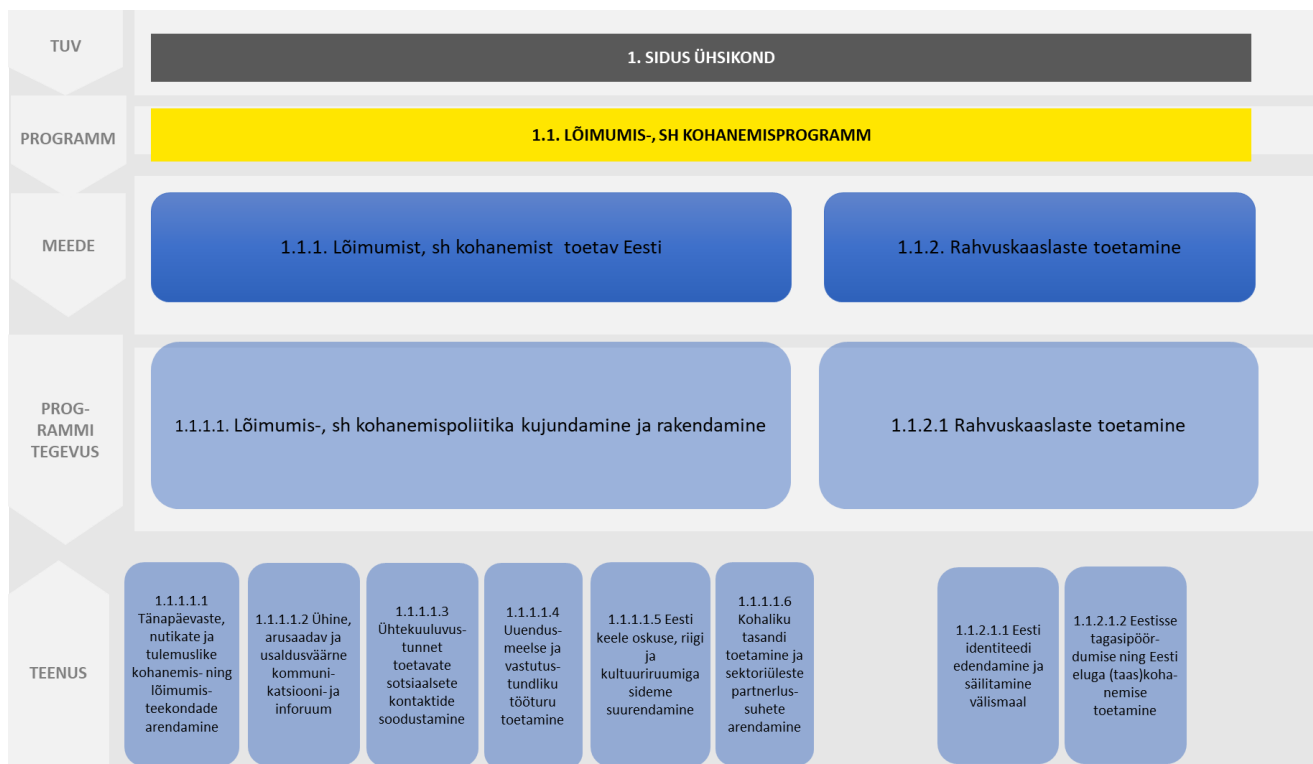 TUV
1. SIDUS ÜHSIKOND
PROGRAMM
1.1. LÕIMUMIS-, SH KOHANEMISPROGRAMM
MEEDE
1.1.1. Lõimumist, sh kohanemist toetav Eesti
1.1.2. Rahvuskaaslaste toetamine
PROG-
RAMMI
TEGEVUS
1.1.1.1. Lõimumis-, sh kohanemispoliitika kujundamine ja rakendamine
1.1.2.1 Rahvuskaaslaste toetamine
TEENUS
1.1.1.1.1
Tänapäevaste,
nutikate ja
tulemuslike
kohanemis- ning
lõimumis-
teekondade
arendamine
1.1.1.1.2 Ühine,
arusaadav ja
usaldusväärne
kommuni-
katsiooni- ja
inforuum
1.1.1.1.3
Ühtekuuluvus-
tunnet
toetavate
sotsiaalsete
kontaktide
soodustamine
1.1.1.1.4
Uuendus-
meelse ja
vastutus-
tundliku
tööturu
toetamine
1.1.1.1.5 Eesti
keele oskuse, riigi
ja
kultuuriruumiga
sideme
suurendamine
1.1.1.1.6
Kohaliku
tasandi
toetamine ja
sektoriüleste
partnerlus-
suhete
arendamine
1.1.2.1.1 Eesti
identiteedi
edendamine ja
säilitamine
välismaal
1.1.2.1.2 Eestisse
tagasipöör-
dumise ning Eesti
eluga (taas)koha-
nemise
toetamine